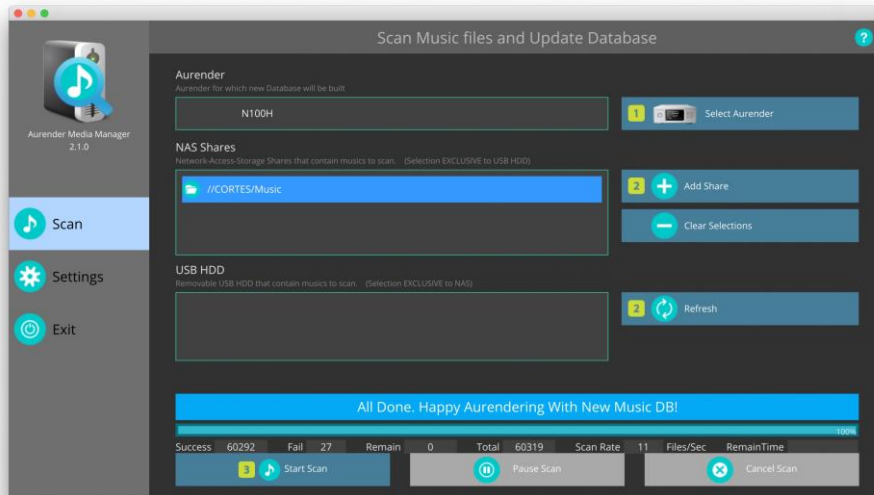 Scan Music files and Update Database
?
Aurender Media Manager
2.1.0
Scan
Settings
Exit
Aurender
Aurender for which new Database will be built
N100H
1 Select Aurender
NAS Shares
Network-Access-Storage Shares that contain musics to scan. (Selection EXCLUSIVE to USB HDD)
//CORTES/Music
2 Add Share
Clear Selections
USB HDD
Removable USB HDD that contain musics to scan. (Selection EXCLUSIVE to NAS)
2 Refresh
All Done. Happy Aurendering With New Music DB!
100%
Success 60292 Fail 27 Remain 0 Total 60319 Scan Rate 11 Files/Sec RemainTime
3 Start Scan
Pause Scan
Cancel Scan